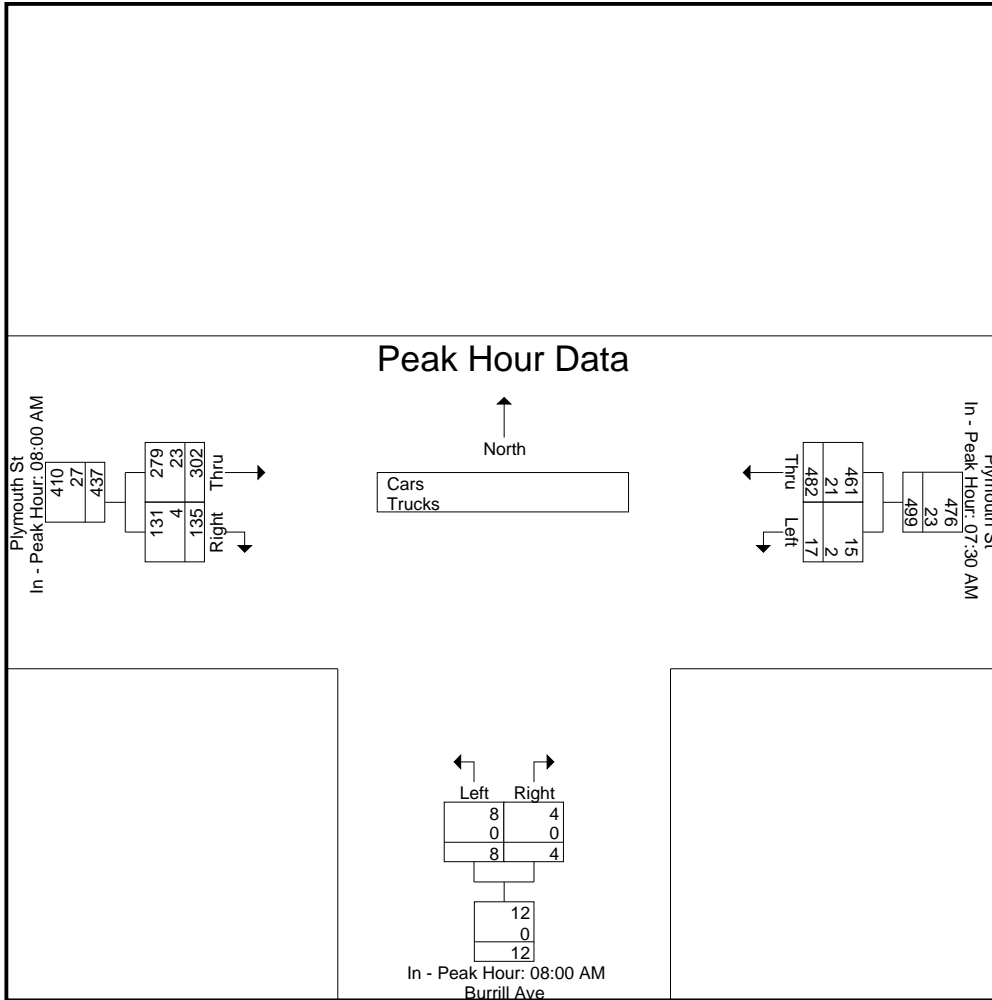 Peak Hour Data
North
Cars
Trucks
Plymouth St
In - Peak Hour: 08:00 AM
410
27
437
279
23
302
Thru
131
4
135
Right
Plymouth St
In - Peak Hour: 07:30 AM
476
23
499
461
21
482
Thru
15
2
17
Left
Left Right
8 4
0 0
8 4
12
0
12
In - Peak Hour: 08:00 AM
Burrill Ave